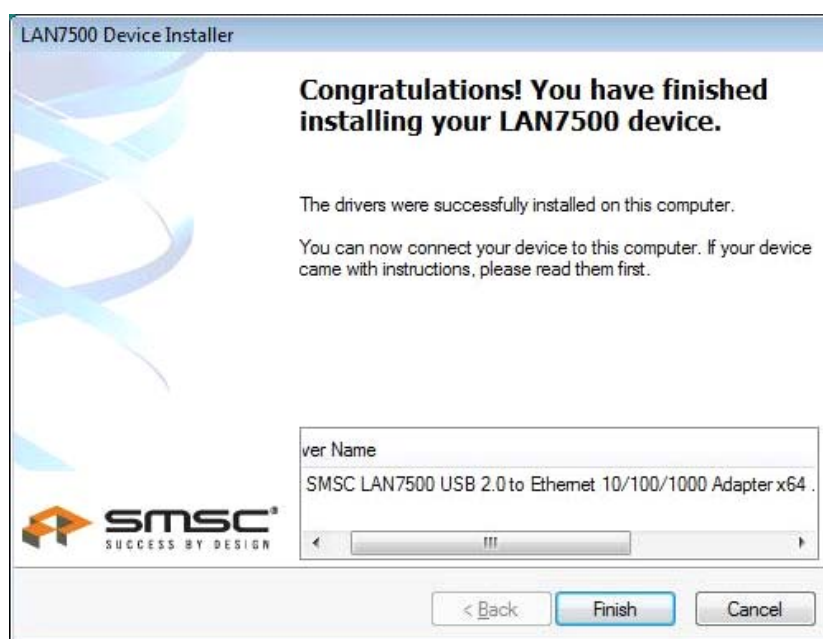 LAN7500 Device Installer
Congratulations! You have finished
installing your LAN7500 device.
The drivers were successfully installed on this computer.
You can now connect your device to this computer. If your device
came with instructions, please read them first.
ver Name
SMSC LAN7500 USB 2.0 to Ethernet 10/100/1000 Adapter x64 .
smsc®
SUCCESS BY DESIGN
< Back
Finish
Cancel